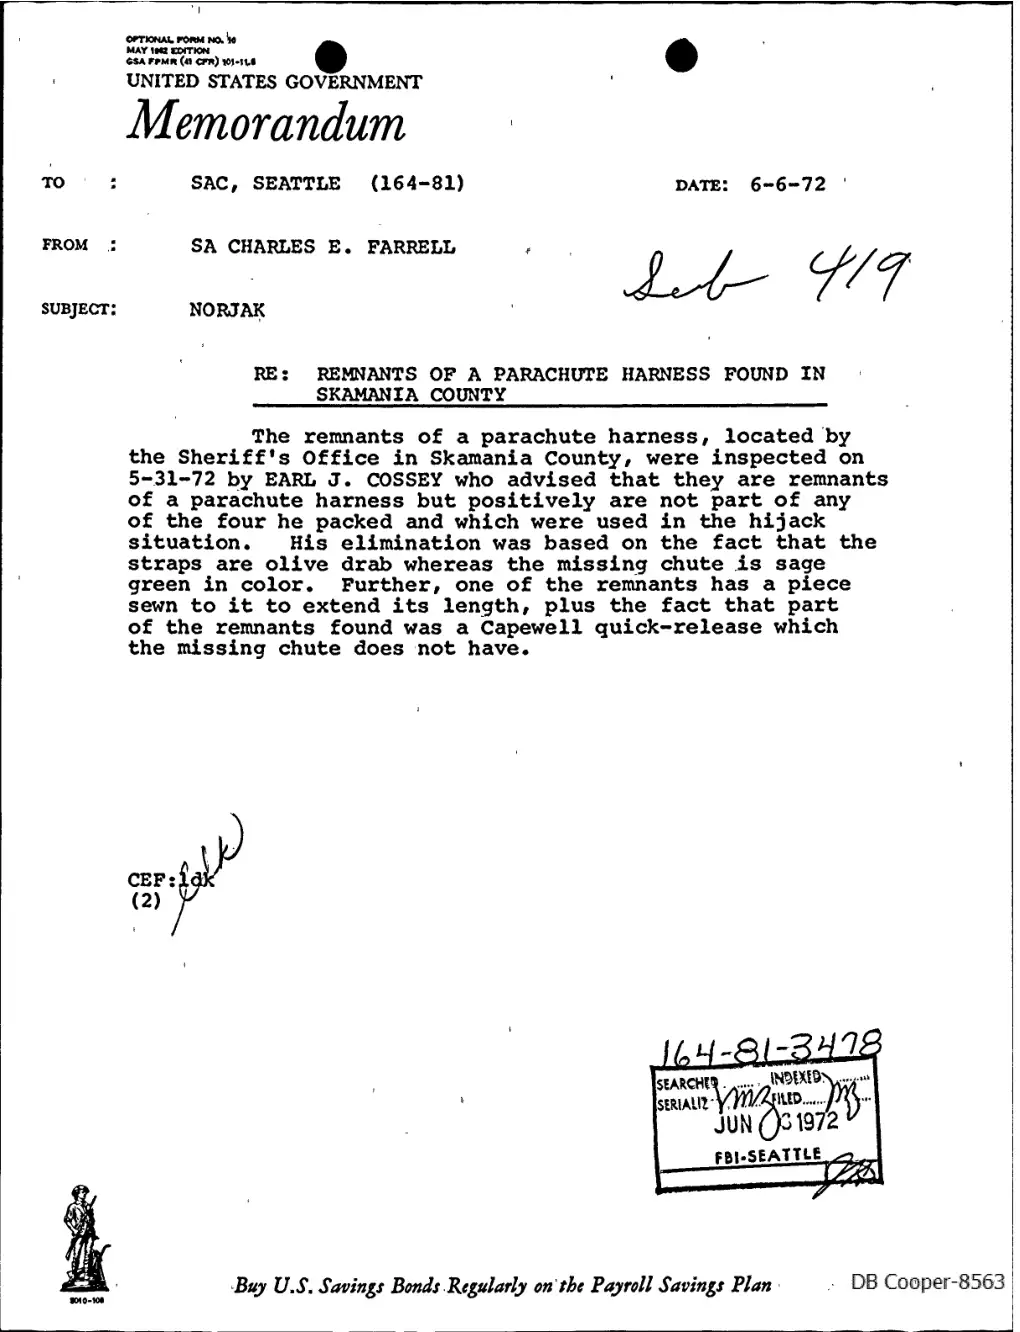 OPTIONAL FORM NO. 10
MAY 1962 EDITION
GSA FPMR (41 CFR) 101-11.6
UNITED STATES GOVERNMENT
Memorandum
TO : SAC, SEATTLE (164-81) DATE: 6-6-72
FROM : SA CHARLES E. FARRELL
Sub 419
SUBJECT: NORJAK
RE: REMNANTS OF A PARACHUTE HARNESS FOUND IN
SKAMANIA COUNTY
The remnants of a parachute harness, located by
the Sheriff's Office in Skamania County, were inspected on
5-31-72 by EARL J. COSSEY who advised that they are remnants
of a parachute harness but positively are not part of any
of the four he packed and which were used in the hijack
situation. His elimination was based on the fact that the
straps are olive drab whereas the missing chute is sage
green in color. Further, one of the remnants has a piece
sewn to it to extend its length, plus the fact that part
of the remnants found was a Capewell quick-release which
the missing chute does not have.
CEF:ldk
(2)
164-81-3478
SEARCHED ...... INDEXED ......
SERIALIZ FILED ......
JUN 1972
FBI-SEATTLE
5010-108
Buy U.S. Savings Bonds Regularly on the Payroll Savings Plan
DB Cooper-8563